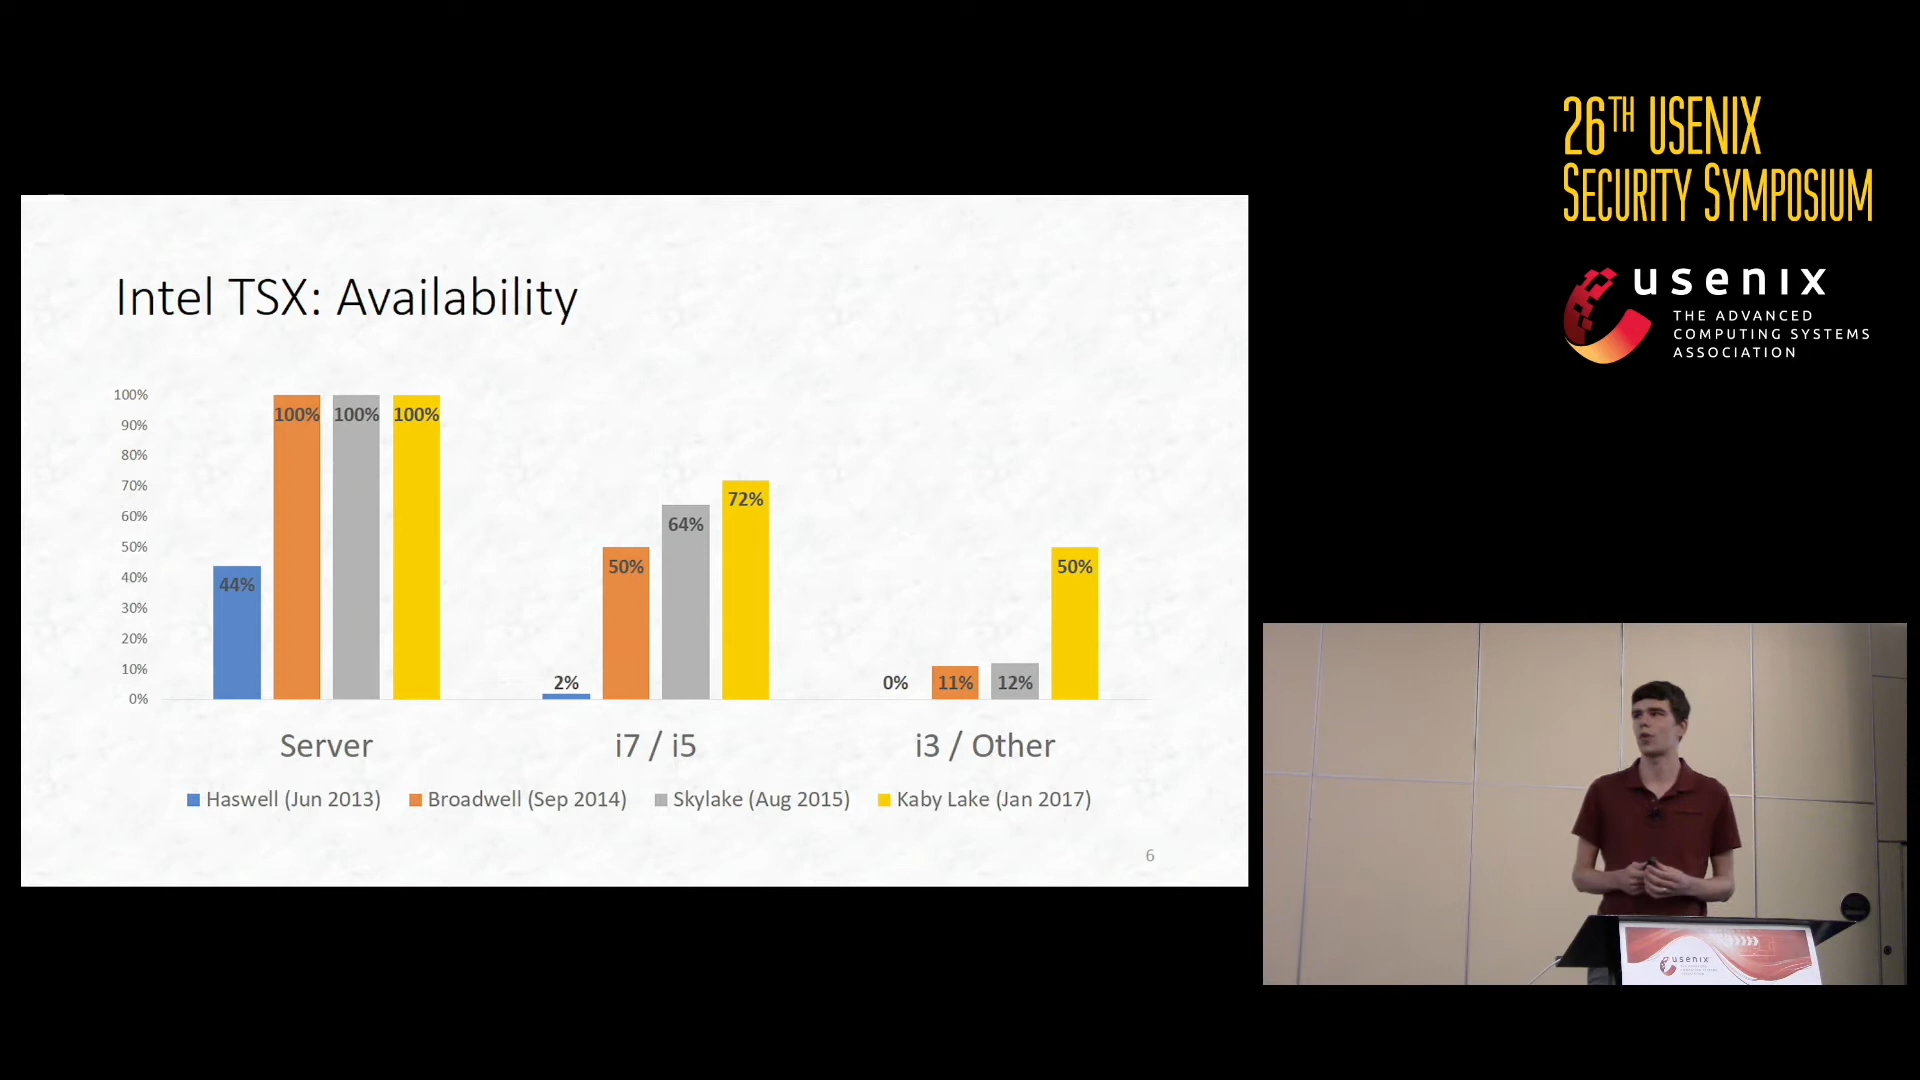 26TH USENIX
SECURITY SYMPOSIUM
usenix
THE ADVANCED
COMPUTING SYSTEMS
ASSOCIATION
Intel TSX: Availability
100%
90%
80%
70%
60%
50%
40%
30%
20%
10%
0%
44%
100%
100%
100%
2%
50%
64%
72%
0%
11%
12%
50%
Server
i7 / i5
i3 / Other
Haswell (Jun 2013)
Broadwell (Sep 2014)
Skylake (Aug 2015)
Kaby Lake (Jan 2017)
6
usenix